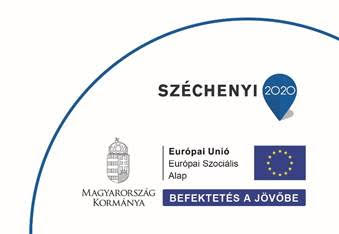 SZÉCHENYI 2020
Európai Unió
Európai Szociális
Alap
MAGYARORSZÁG
KORMÁNYA
BEFEKTETÉS A JÖVŐBE